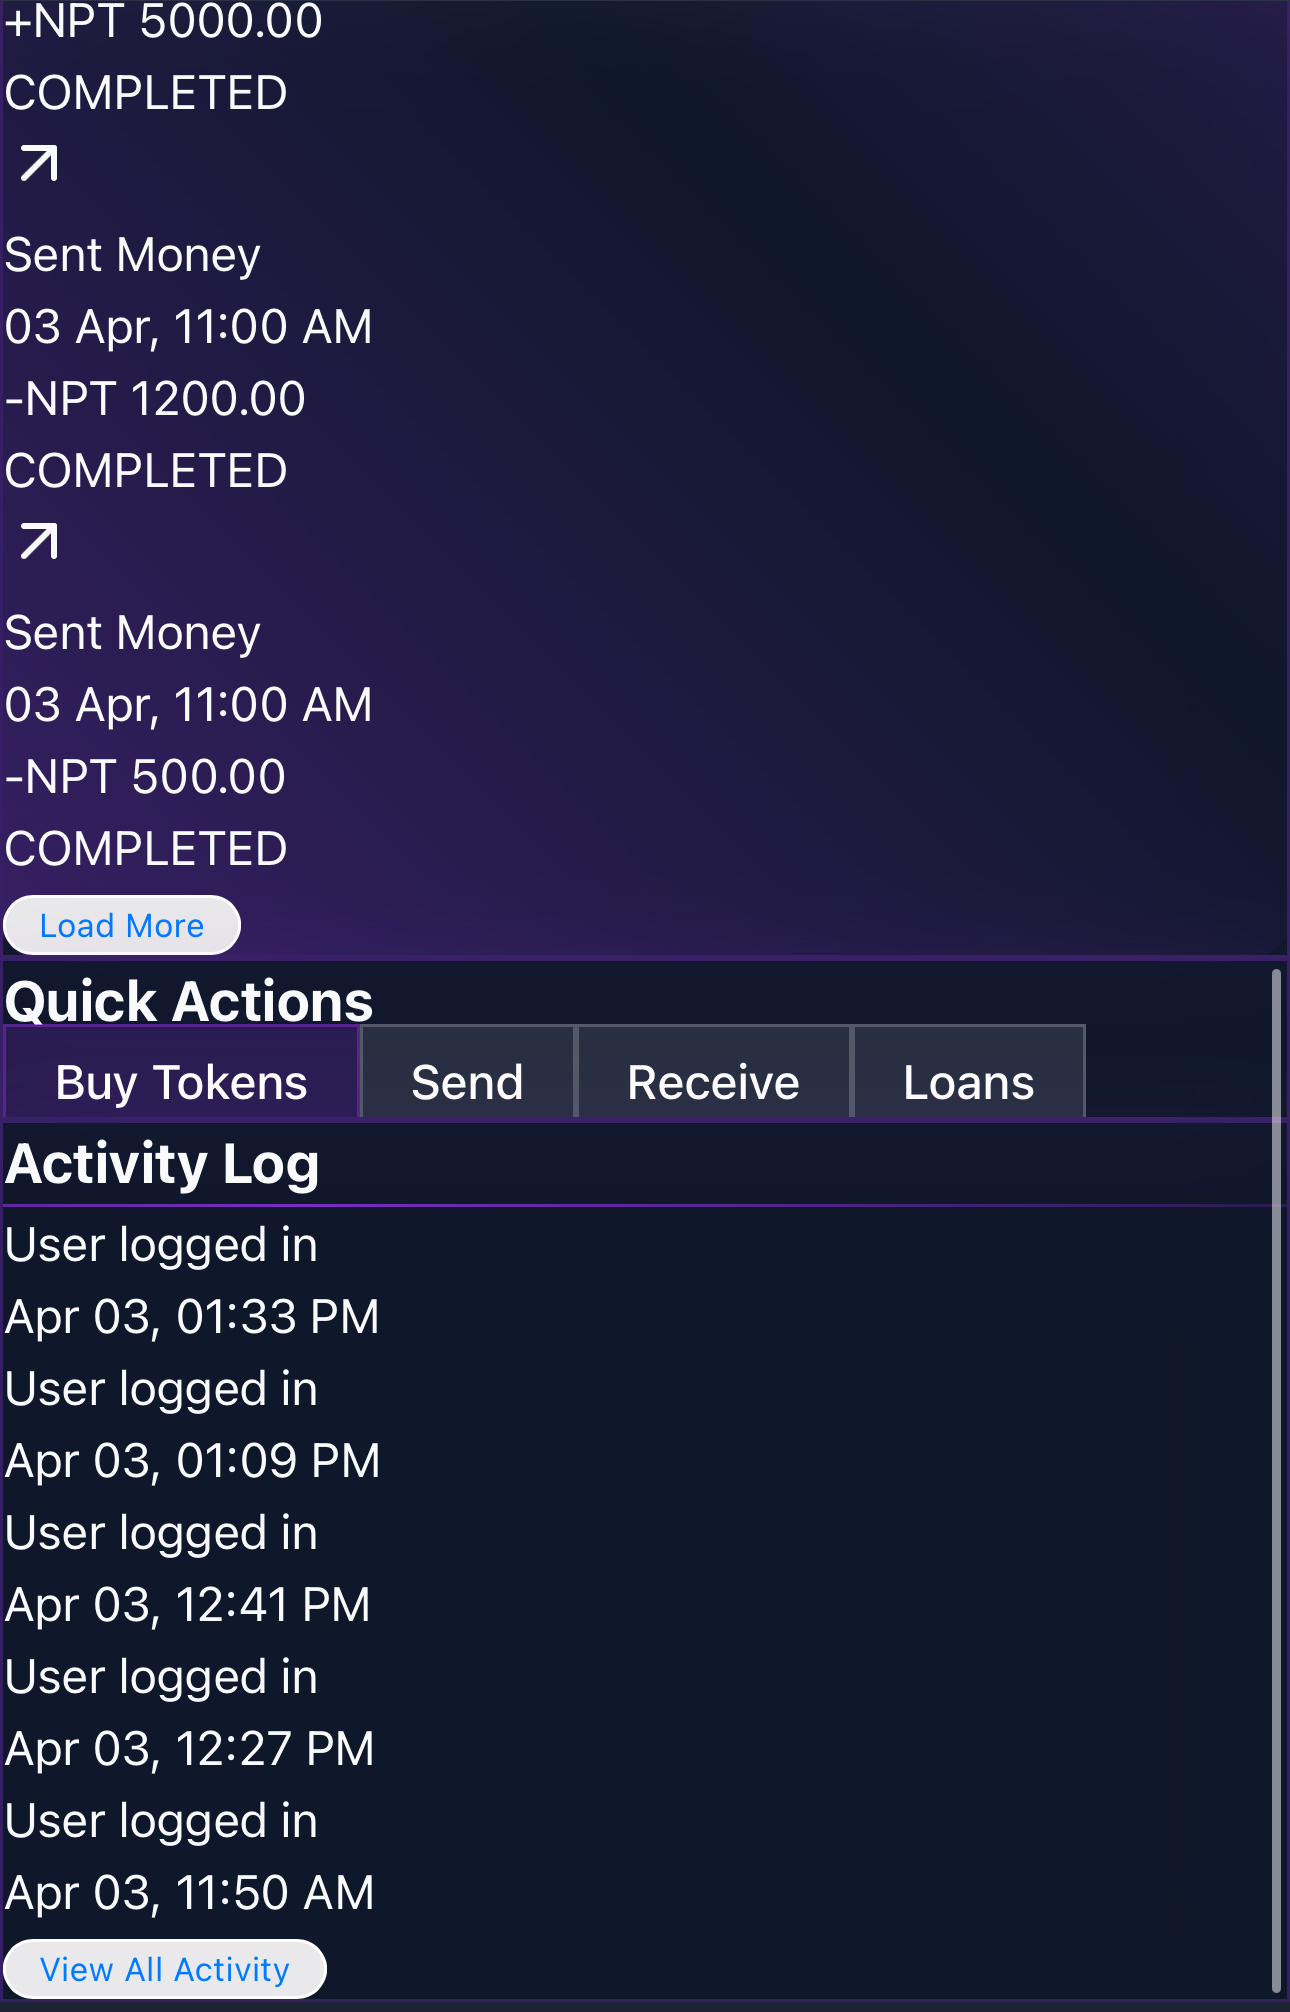 +NPT 5000.00
COMPLETED
Sent Money
03 Apr, 11:00 AM
-NPT 1200.00
COMPLETED
Sent Money
03 Apr, 11:00 AM
-NPT 500.00
COMPLETED
Load More
Quick Actions
Buy Tokens Send Receive Loans
Activity Log
User logged in
Apr 03, 01:33 PM
User logged in
Apr 03, 01:09 PM
User logged in
Apr 03, 12:41 PM
User logged in
Apr 03, 12:27 PM
User logged in
Apr 03, 11:50 AM
View All Activity